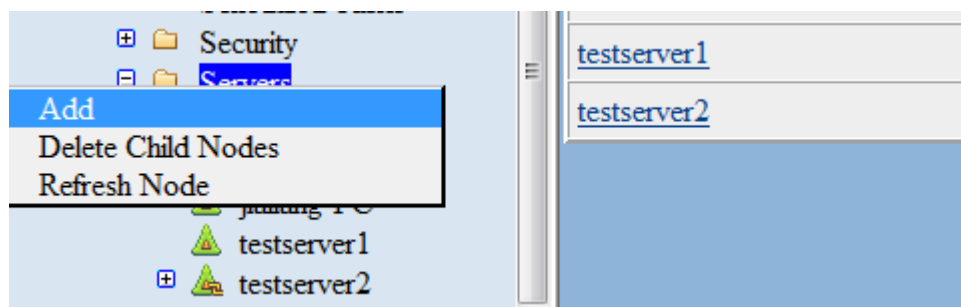 Security
Servers
Add
Delete Child Nodes
Refresh Node
testserver1
testserver2
testserver1
testserver2